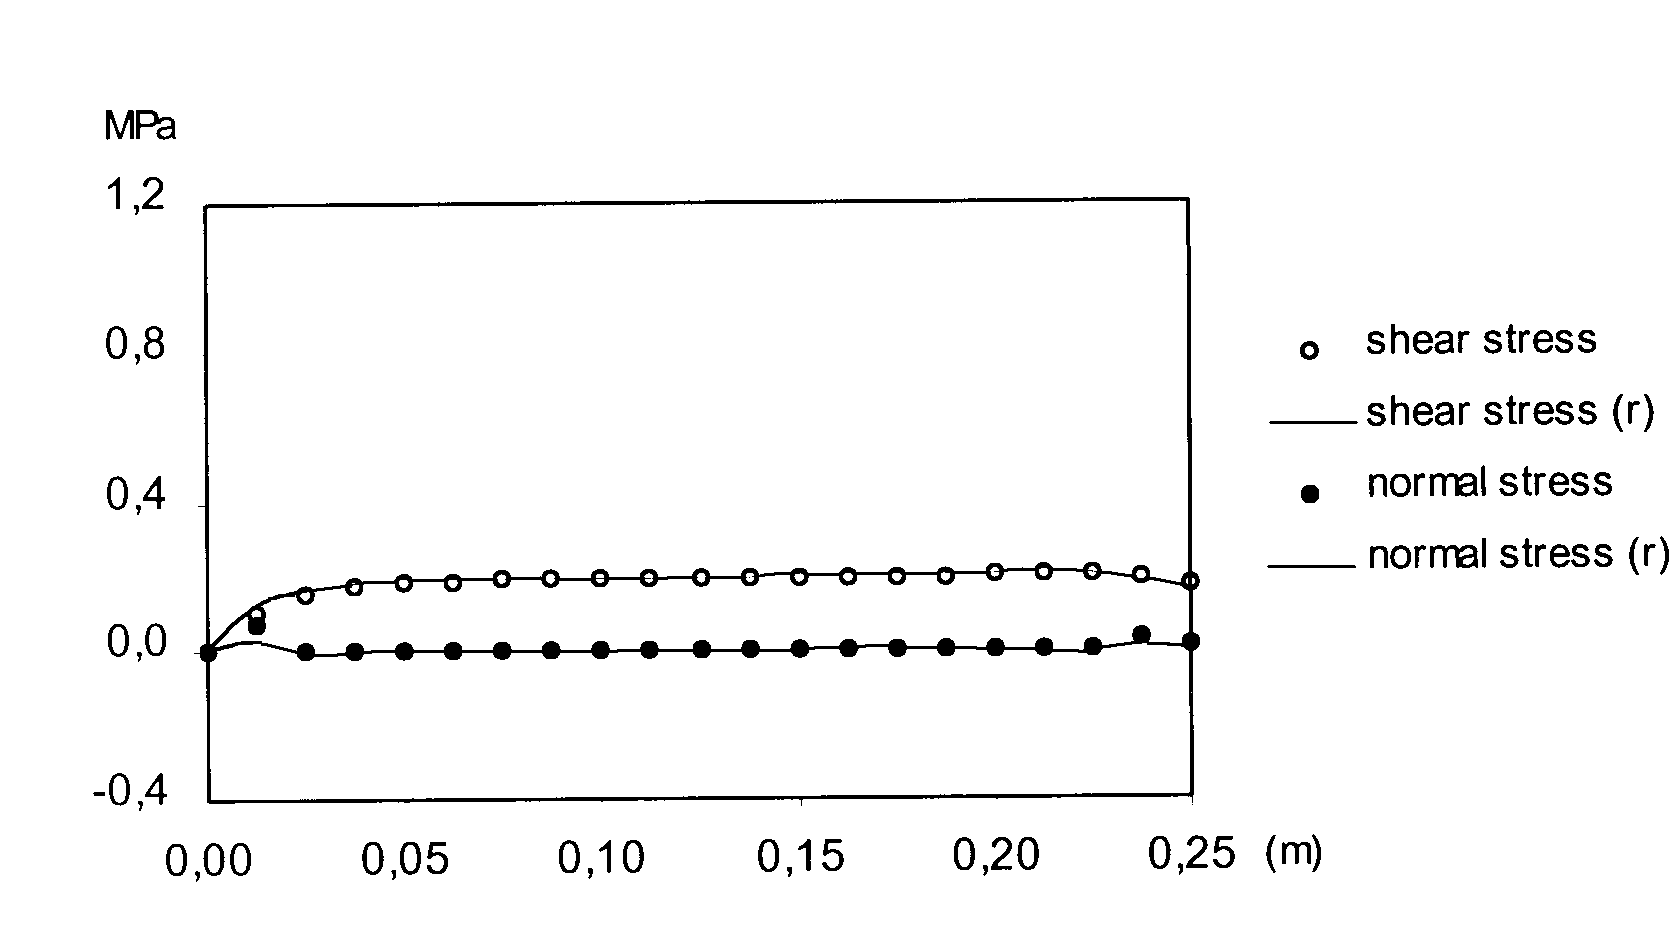 MPa
1,2
0,8
0,4
0,0
-0,4
0,00 0,05 0,10 0,15 0,20 0,25 (m)
shear stress
shear stress (r)
normal stress
normal stress (r)